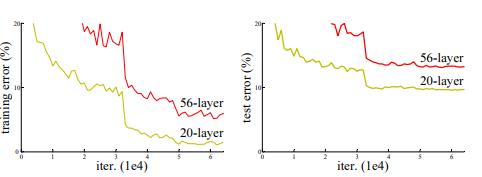 20
10
0
0 1 2 3 4 5 6
training error (%)
iter. (1e4)
56-layer
20-layer
20
10
0
0 1 2 3 4 5 6
test error (%)
iter. (1e4)
56-layer
20-layer